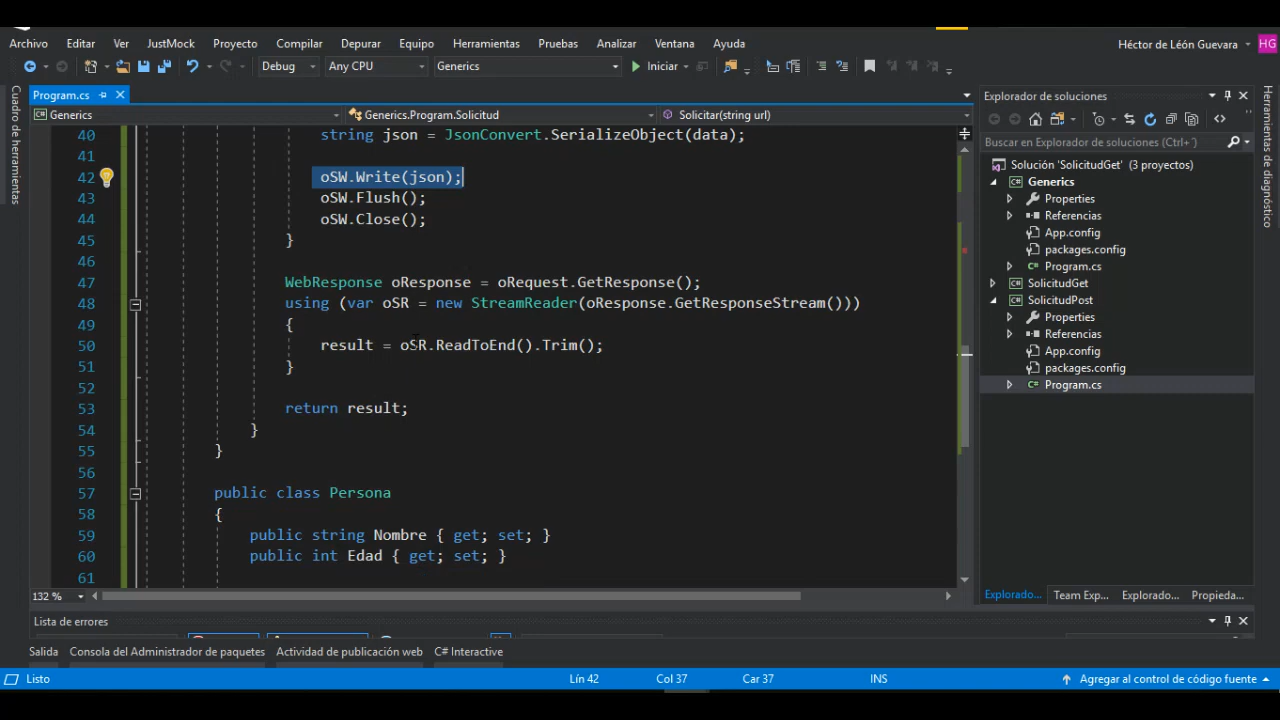 Archivo Editar Ver JustMock Proyecto Compilar Depurar Equipo Herramientas Pruebas Analizar Ventana Ayuda Héctor de León Guevara HG
Debug Any CPU Generics Iniciar
Program.cs
Generics Generics.Program.Solicitud Solicitar(string url)
Cuadro de herramientas
40 string json = JsonConvert.SerializeObject(data);
41
42 oSW.Write(json);
43 oSW.Flush();
44 oSW.Close();
45 }
46
47 WebResponse oResponse = oRequest.GetResponse();
48 using (var oSR = new StreamReader(oResponse.GetResponseStream()))
49 {
50 result = oSR.ReadToEnd().Trim();
51 }
52
53 return result;
54 }
55 }
56
57 public class Persona
58 {
59 public string Nombre { get; set; }
60 public int Edad { get; set; }
61
132 %
Explorador de soluciones
Buscar en Explorador de soluciones (Ctrl+
Solución 'SolicitudGet' (3 proyectos)
Generics
Properties
Referencias
App.config
packages.config
C# Program.cs
SolicitudGet
SolicitudPost
Properties
Referencias
App.config
packages.config
C# Program.cs
Explorado... Team Exp... Explorado... Propieda...
Herramientas de diagnóstico
Lista de errores
Salida Consola del Administrador de paquetes Actividad de publicación web C# Interactive
Listo Lín 42 Col 37 Car 37 INS Agregar al control de código fuente